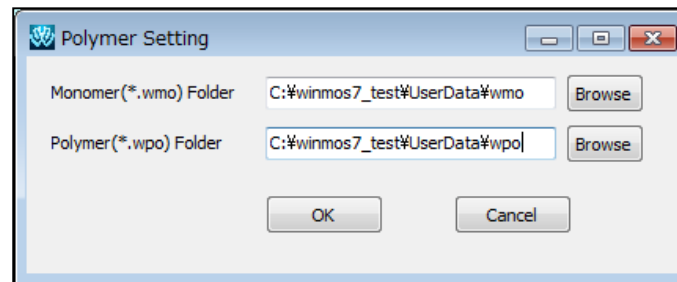 Polymer Setting
Monomer(*.wmo) Folder C:¥winmos7_test¥UserData¥wmo Browse
Polymer(*.wpo) Folder C:¥winmos7_test¥UserData¥wpo Browse
OK Cancel